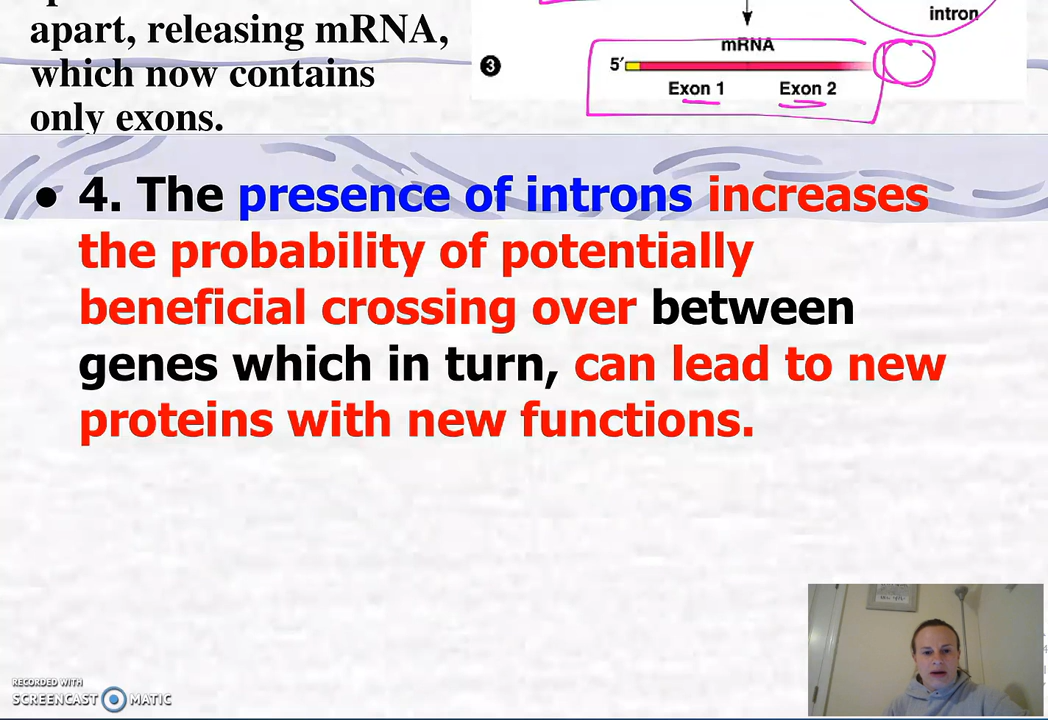 apart, releasing mRNA,
which now contains
only exons.
intron
mRNA
3
5′
Exon 1 Exon 2
● 4. The presence of introns increases
the probability of potentially
beneficial crossing over between
genes which in turn, can lead to new
proteins with new functions.
RECORDED WITH
SCREENCAST MATIC